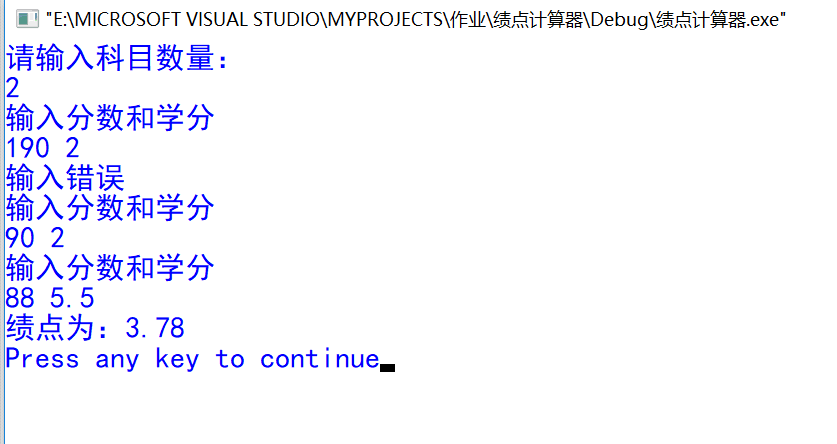 "E:\MICROSOFT VISUAL STUDIO\MYPROJECTS\作业\绩点计算器\Debug\绩点计算器.exe"
请输入科目数量：
2
输入分数和学分
190 2
输入错误
输入分数和学分
90 2
输入分数和学分
88 5.5
绩点为：3.78
Press any key to continue